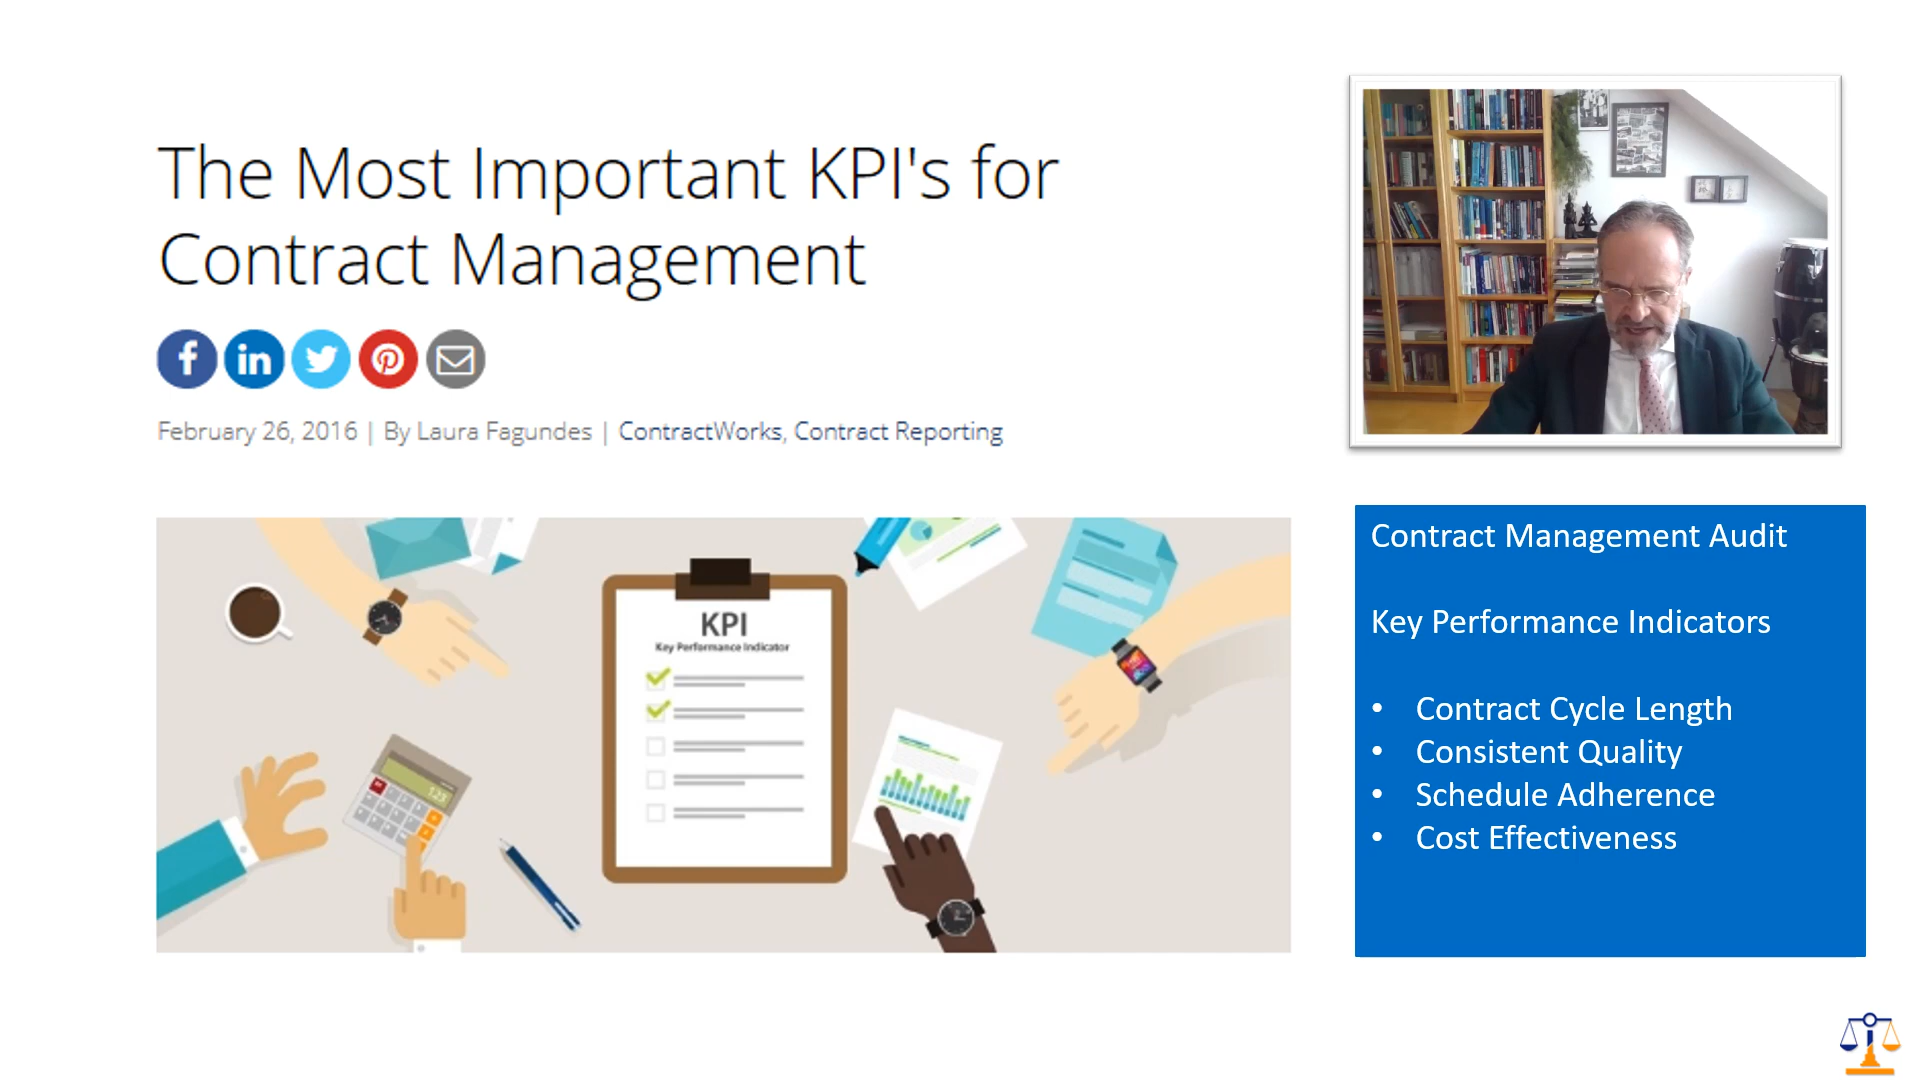 The Most Important KPI's for
Contract Management
February 26, 2016 | By Laura Fagundes | ContractWorks, Contract Reporting
KPI
Key Performance Indicator
123
Contract Management Audit
Key Performance Indicators
• Contract Cycle Length
• Consistent Quality
• Schedule Adherence
• Cost Effectiveness